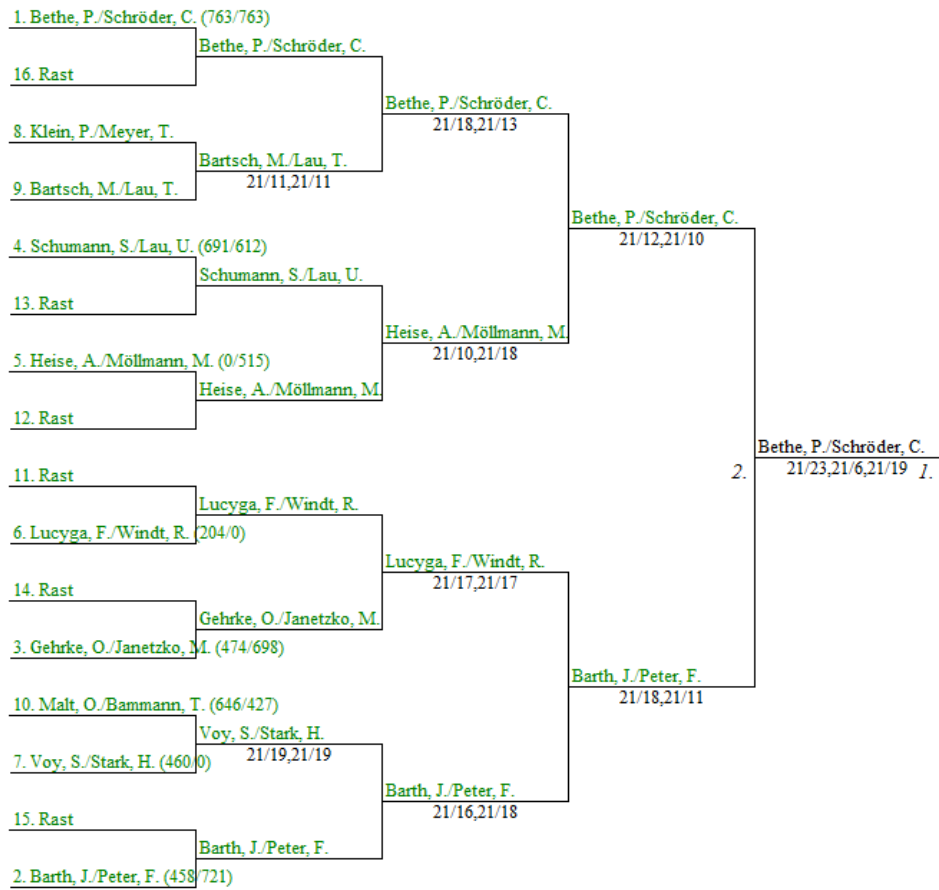 1. Bethe, P./Schröder, C. (763/763)
Bethe, P./Schröder, C.
16. Rast
Bethe, P./Schröder, C.
21/18,21/13
8. Klein, P./Meyer, T.
Bartsch, M./Lau, T.
21/11,21/11
9. Bartsch, M./Lau, T.
Bethe, P./Schröder, C.
21/12,21/10
4. Schumann, S./Lau, U. (691/612)
Schumann, S./Lau, U.
13. Rast
Heise, A./Möllmann, M.
21/10,21/18
5. Heise, A./Möllmann, M. (0/515)
Heise, A./Möllmann, M.
12. Rast
Bethe, P./Schröder, C.
2. 21/23,21/6,21/19 1.
11. Rast
Lucyga, F./Windt, R.
6. Lucyga, F./Windt, R. (204/0)
Lucyga, F./Windt, R.
21/17,21/17
14. Rast
Gehrke, O./Janetzko, M.
3. Gehrke, O./Janetzko, M. (474/698)
Barth, J./Peter, F.
21/18,21/11
10. Malt, O./Bammann, T. (646/427)
Voy, S./Stark, H.
21/19,21/19
7. Voy, S./Stark, H. (460/0)
Barth, J./Peter, F.
21/16,21/18
15. Rast
Barth, J./Peter, F.
2. Barth, J./Peter, F. (458/721)